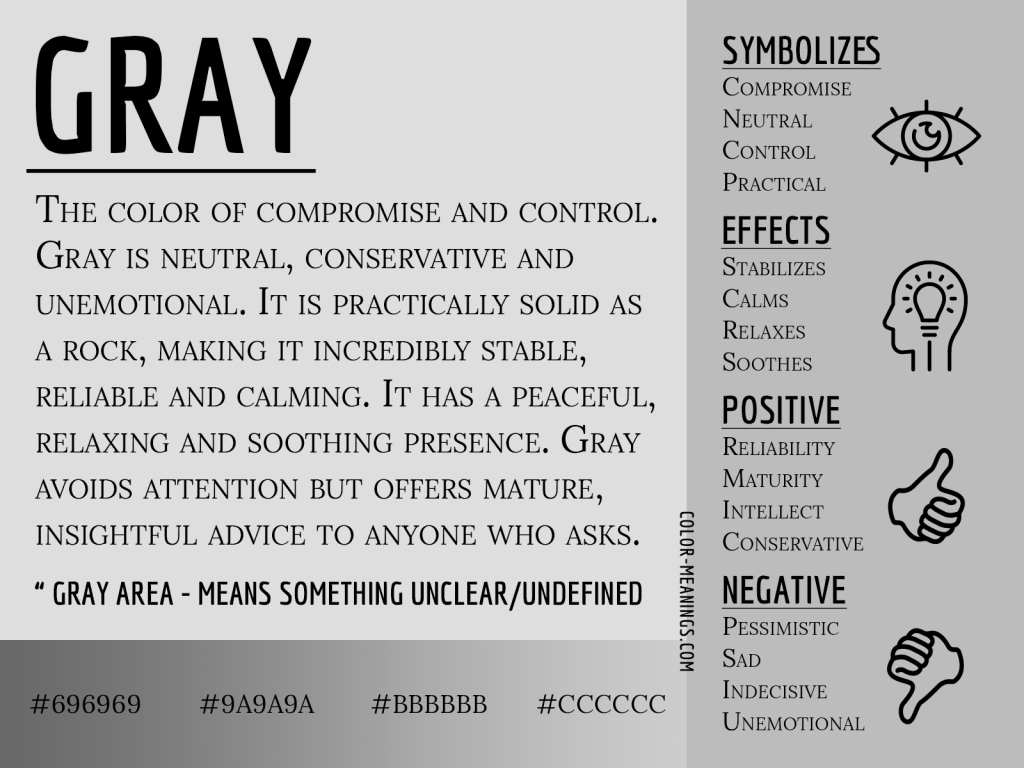 GRAY
The color of compromise and control.
Gray is neutral, conservative and
unemotional. It is practically solid as
a rock, making it incredibly stable,
reliable and calming. It has a peaceful,
relaxing and soothing presence. Gray
avoids attention but offers mature,
insightful advice to anyone who asks.
“ GRAY AREA - MEANS SOMETHING UNCLEAR/UNDEFINED
#696969 #9A9A9A #BBBBBB #CCCCCC
COLOR-MEANINGS.COM
SYMBOLIZES
Compromise
Neutral
Control
Practical
EFFECTS
Stabilizes
Calms
Relaxes
Soothes
POSITIVE
Reliability
Maturity
Intellect
Conservative
NEGATIVE
Pessimistic
Sad
Indecisive
Unemotional